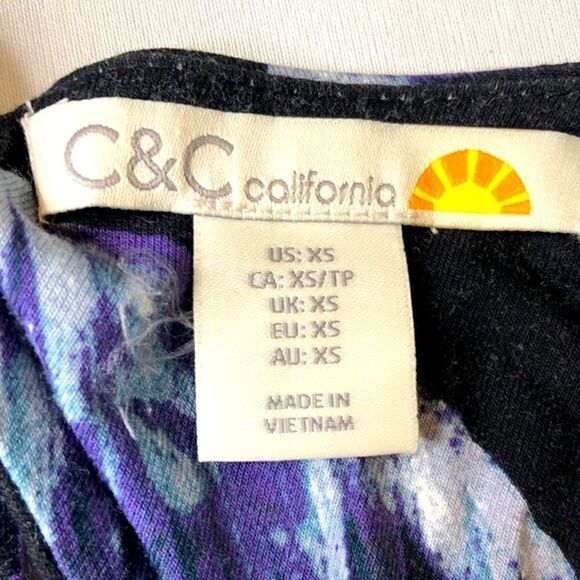 C&C california
US: XS
CA: XS/TP
UK: XS
EU: XS
AU: XS
MADE IN
VIETNAM